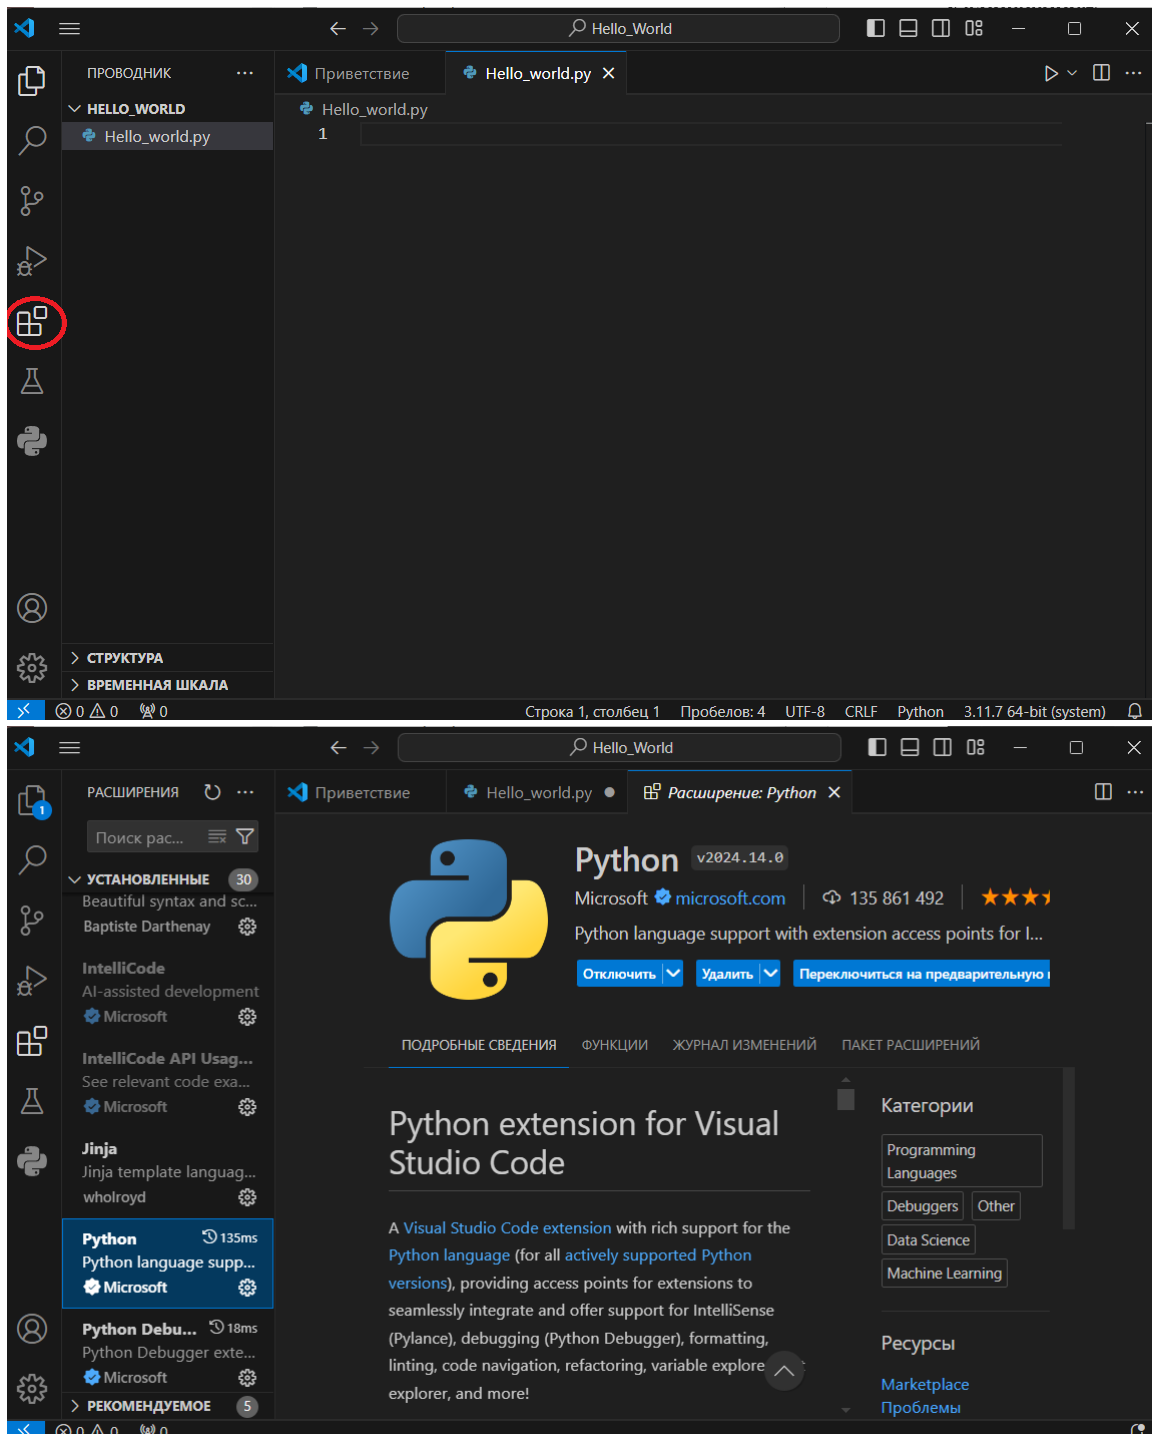 Hello_World
ПРОВОДНИК
Приветствие
Hello_world.py
HELLO_WORLD
Hello_world.py
Hello_world.py
1
СТРУКТУРА
ВРЕМЕННАЯ ШКАЛА
0 0 0 Строка 1, столбец 1 Пробелов: 4 UTF-8 CRLF Python 3.11.7 64-bit (system)
Hello_World
РАСШИРЕНИЯ
Приветствие
Hello_world.py
Расширение: Python
1
Поиск рас...
УСТАНОВЛЕННЫЕ 30
Beautiful syntax and sc...
Baptiste Darthenay
IntelliCode
AI-assisted development
Microsoft
IntelliCode API Usag...
See relevant code exa...
Microsoft
Jinja
Jinja template languag...
wholroyd
Python 135ms
Python language supp...
Microsoft
Python Debu... 18ms
Python Debugger exte...
Microsoft
РЕКОМЕНДУЕМОЕ 5
Python v2024.14.0
Microsoft microsoft.com 135 861 492
Python language support with extension access points for I...
Отключить Удалить Переключиться на предварительную
ПОДРОБНЫЕ СВЕДЕНИЯ ФУНКЦИИ ЖУРНАЛ ИЗМЕНЕНИЙ ПАКЕТ РАСШИРЕНИЙ
Python extension for Visual
Studio Code
A Visual Studio Code extension with rich support for the
Python language (for all actively supported Python
versions), providing access points for extensions to
seamlessly integrate and offer support for IntelliSense
(Pylance), debugging (Python Debugger), formatting,
linting, code navigation, refactoring, variable explore
explorer, and more!
Категории
Programming
Languages
Debuggers Other
Data Science
Machine Learning
Ресурсы
Marketplace
Проблемы
0 0 0